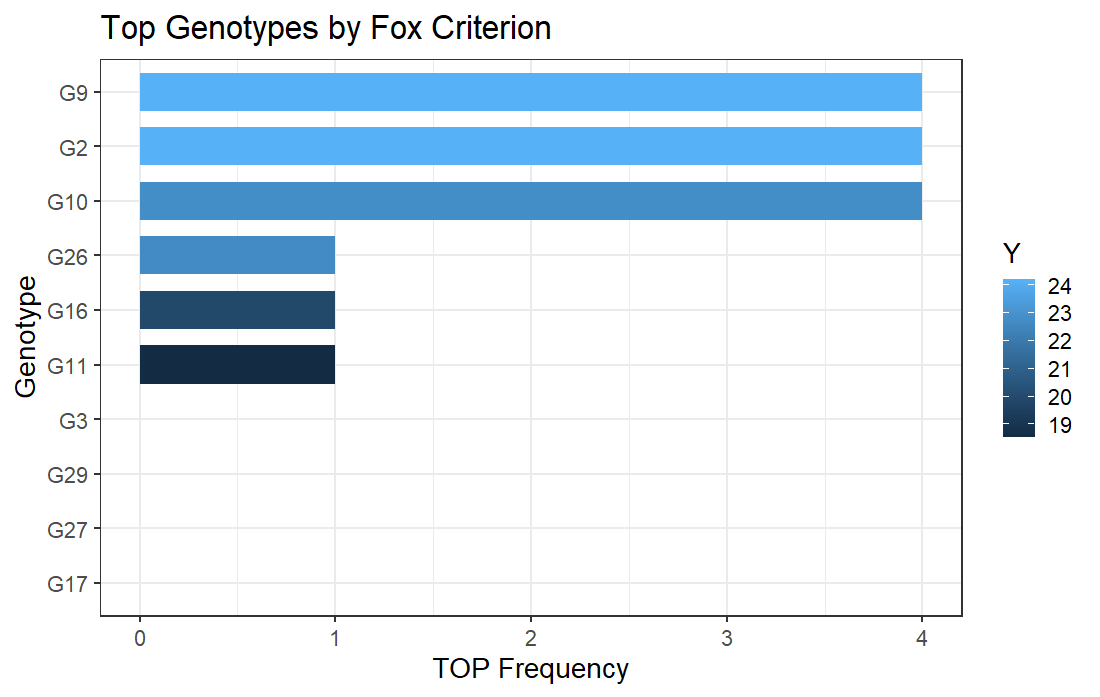 Top Genotypes by Fox Criterion
Genotype
G9
G2
G10
G26
G16
G11
G3
G29
G27
G17
0 1 2 3 4
TOP Frequency
Y
24
23
22
21
20
19